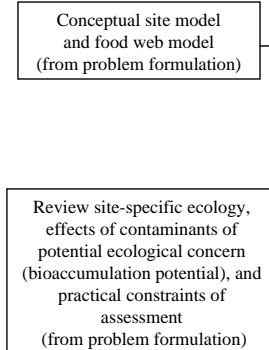 Conceptual site model
and food web model
(from problem formulation)
Review site-specific ecology,
effects of contaminants of
potential ecological concern
(bioaccumulation potential), and
practical constraints of
assessment
(from problem formulation)